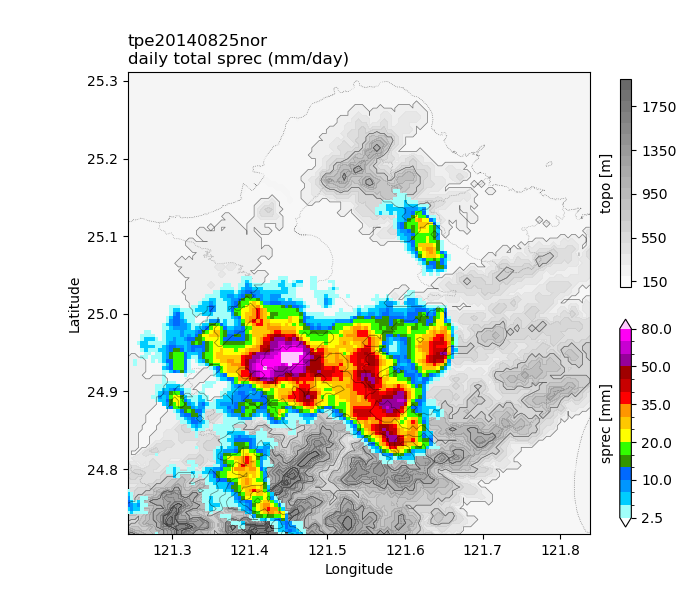 tpe20140825nor
daily total sprec (mm/day)
25.3
25.2
25.1
25.0
24.9
24.8
Latitude
121.3 121.4 121.5 121.6 121.7 121.8
Longitude
1750
1350
950
550
150
topo [m]
80.0
50.0
35.0
20.0
10.0
2.5
sprec [mm]